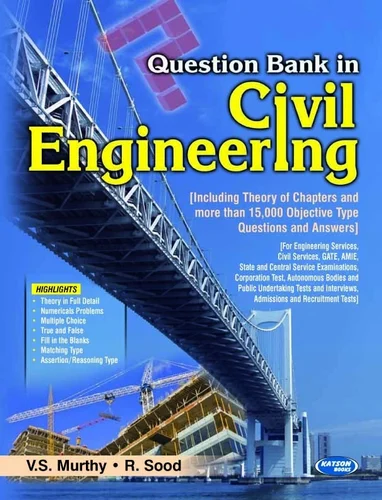 Question Bank in
Civil
Engineering
[Including Theory of Chapters and
more than 15,000 Objective Type
Questions and Answers]
[For Engineering Services,
Civil Services, GATE, AMIE,
State and Central Service Examinations,
Corporation Test, Autonomous Bodies and
Public Undertaking Tests and Interviews,
Admissions and Recruitment Tests]
HIGHLIGHTS
• Theory in Full Detail
• Numericals Problems
• Multiple Choice
• True and False
• Fill in the Blanks
• Matching Type
• Assertion/Reasoning Type
V.S. Murthy • R. Sood
KATSON
BOOKS